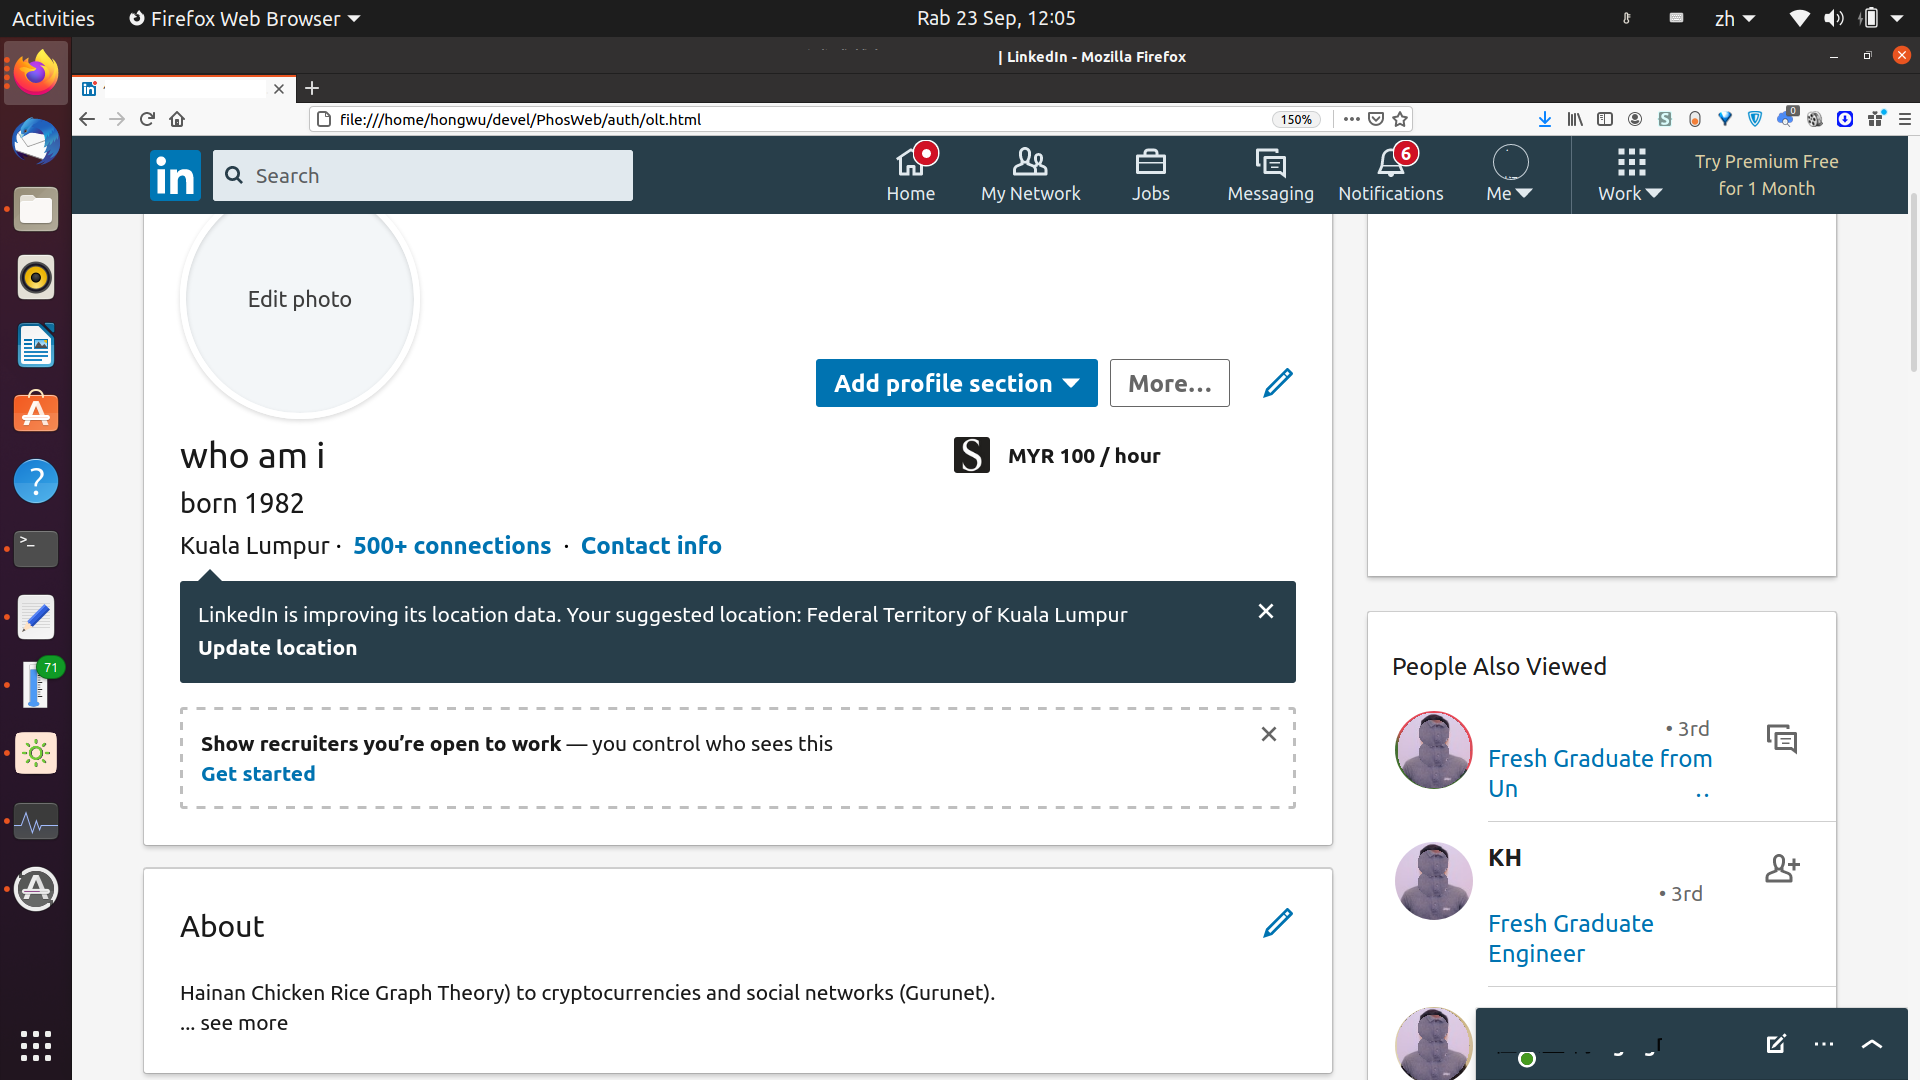 Activities
Firefox Web Browser
Rab 23 Sep, 12:05
zh
| LinkedIn - Mozilla Firefox
in
file:///home/hongwu/devel/PhosWeb/auth/olt.html
150%
0
in
Search
Home
My Network
Jobs
Messaging
6
Notifications
Me
Work
Try Premium Free
for 1 Month
Edit photo
Add profile section
More...
who am i
S
MYR 100 / hour
born 1982
Kuala Lumpur · 500+ connections · Contact info
LinkedIn is improving its location data. Your suggested location: Federal Territory of Kuala Lumpur
Update location
Show recruiters you’re open to work — you control who sees this
Get started
About
Hainan Chicken Rice Graph Theory) to cryptocurrencies and social networks (Gurunet).
... see more
People Also Viewed
• 3rd
Fresh Graduate from
Un ..
KH
• 3rd
Fresh Graduate
Engineer
71